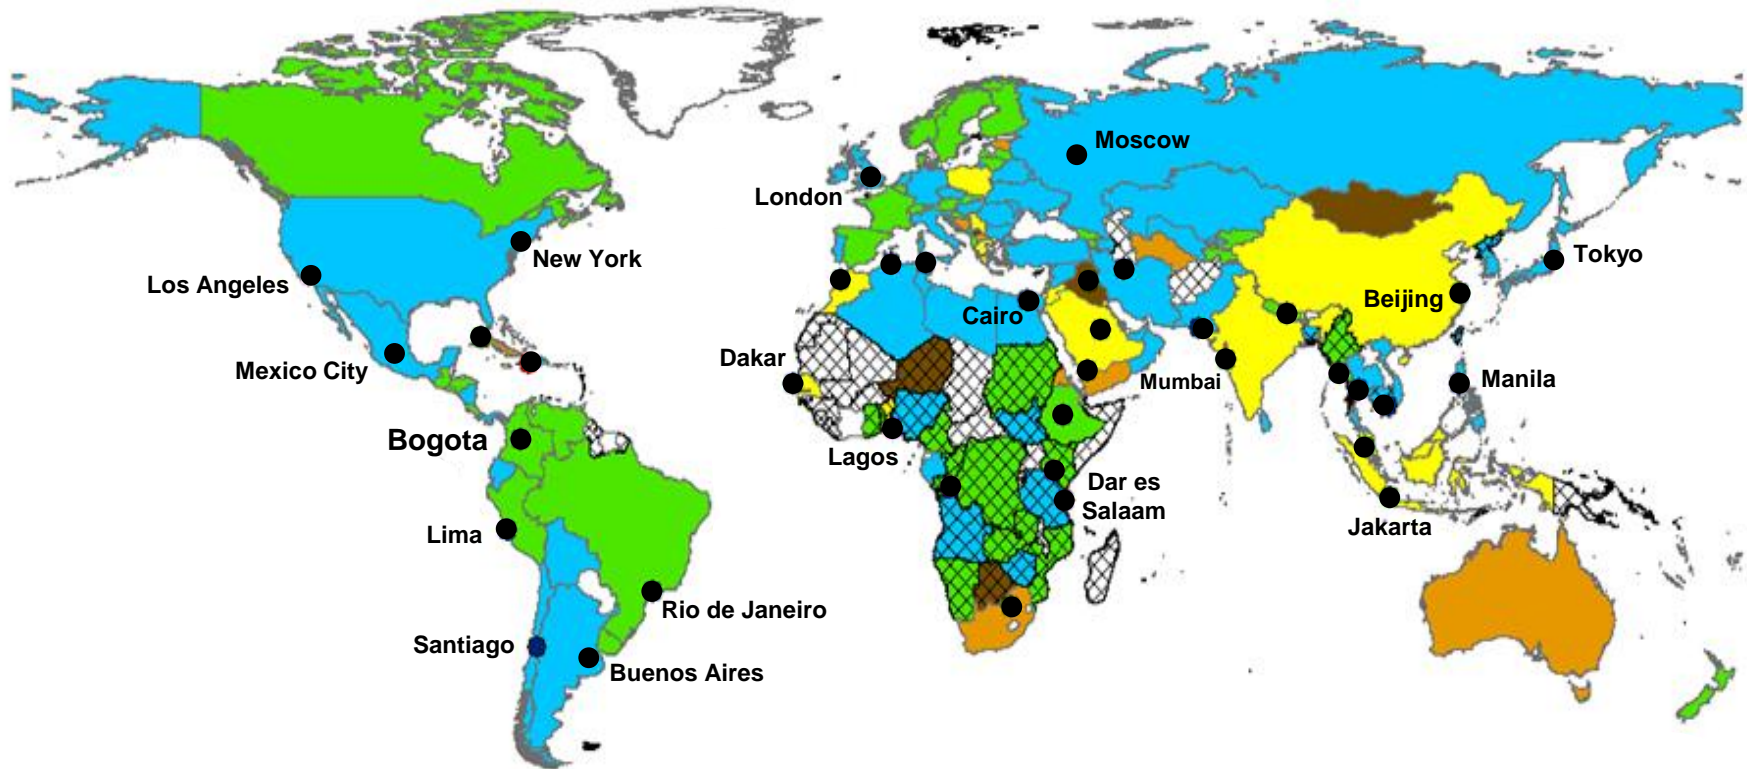 Moscow
London
New York
Tokyo
Los Angeles
Beijing
Cairo
Dakar
Mexico City
Mumbai
Manila
Bogota
Lagos
Dar es
Salaam
Lima
Jakarta
Rio de Janeiro
Santiago
Buenos Aires